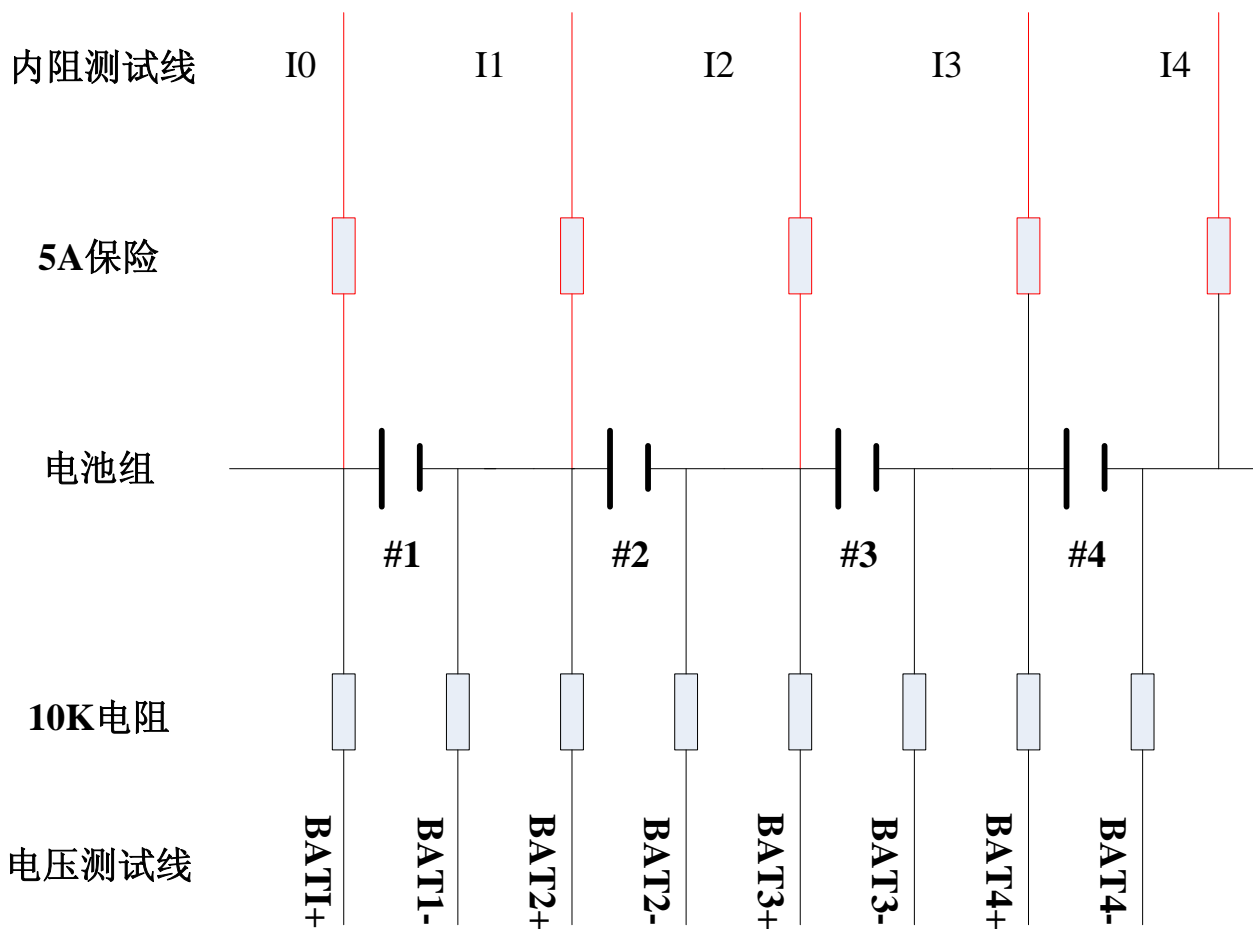 内阻测试线
I0
I1
I2
I3
I4
5A保险
电池组
#1
#2
#3
#4
10K电阻
电压测试线
BATI+
BAT1-
BAT2+
BAT2-
BAT3+
BAT3-
BAT4+
BAT4-